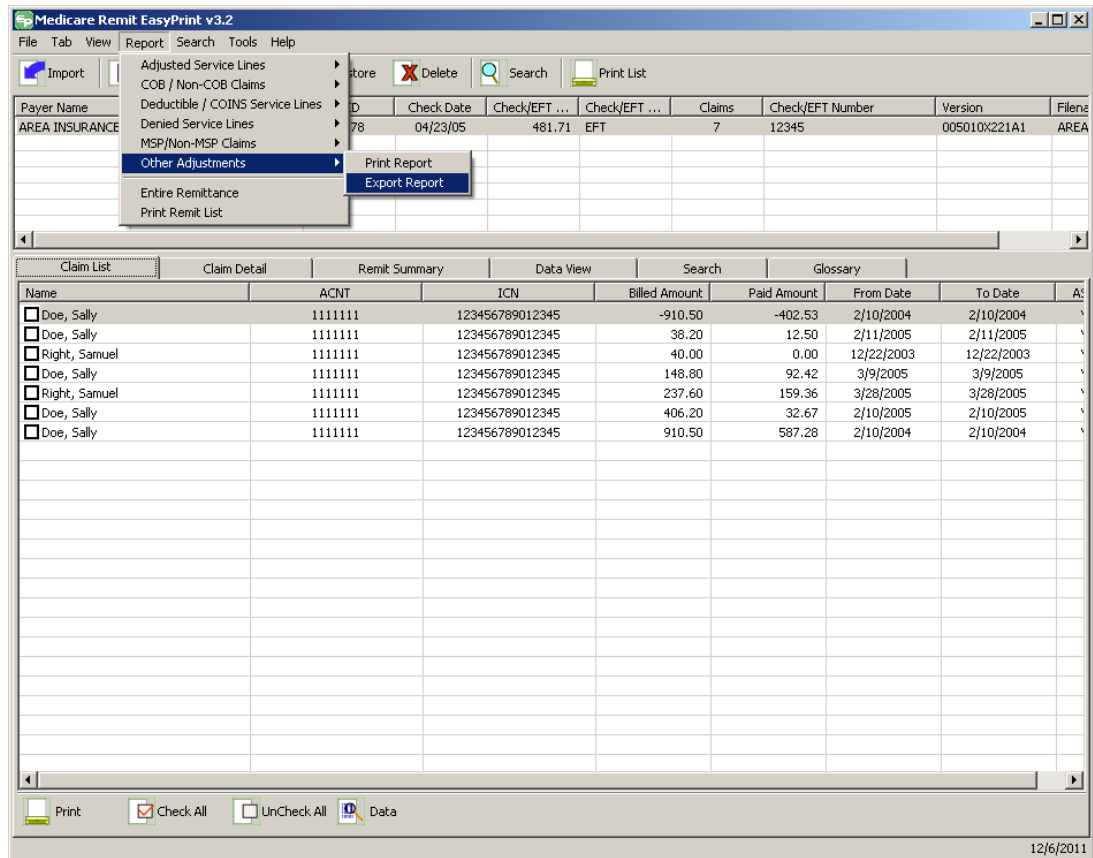 Medicare Remit EasyPrint v3.2
File Tab View Report Search Tools Help
Import store Delete Search Print List
Adjusted Service Lines
COB / Non-COB Claims
Deductible / COINS Service Lines
Denied Service Lines
MSP/Non-MSP Claims
Other Adjustments
Entire Remittance
Print Remit List
Print Report
Export Report
Payer Name ID Check Date Check/EFT ... Check/EFT ... Claims Check/EFT Number Version Filena
AREA INSURANCE 78 04/23/05 481.71 EFT 7 12345 005010X221A1 AREA
Claim List Claim Detail Remit Summary Data View Search Glossary
Name ACNT ICN Billed Amount Paid Amount From Date To Date AS
Doe, Sally 1111111 123456789012345 -910.50 -402.53 2/10/2004 2/10/2004
Doe, Sally 1111111 123456789012345 38.20 12.50 2/11/2005 2/11/2005
Right, Samuel 1111111 123456789012345 40.00 0.00 12/22/2003 12/22/2003
Doe, Sally 1111111 123456789012345 148.80 92.42 3/9/2005 3/9/2005
Right, Samuel 1111111 123456789012345 237.60 159.36 3/28/2005 3/28/2005
Doe, Sally 1111111 123456789012345 406.20 32.67 2/10/2005 2/10/2005
Doe, Sally 1111111 123456789012345 910.50 587.28 2/10/2004 2/10/2004
Print Check All UnCheck All Data
12/6/2011